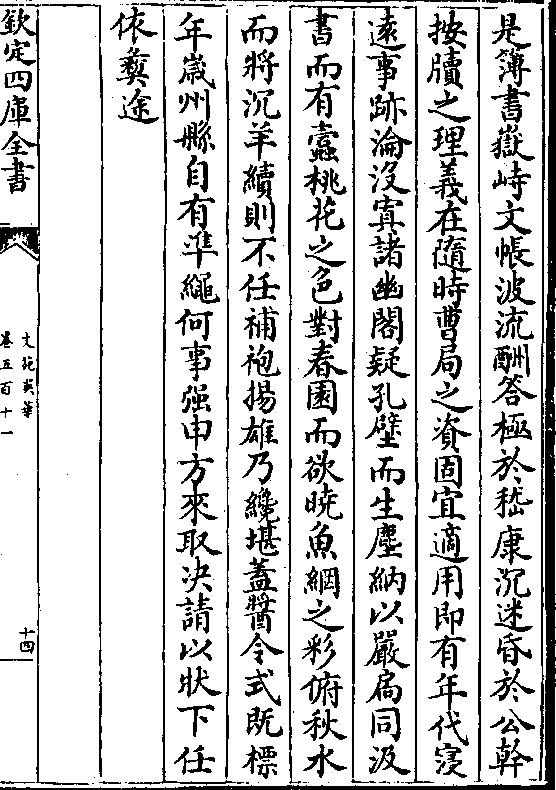 是簿書嶽峙文帳波流酬答極於嵇康沉迷昏於公幹
按牘之理義在隨時曹局之資固宜適用即有年代寖
遠事跡淪沒寘諸幽閣疑孔壁而生塵納以嚴扃同汲
書而有蠹桃花之色對春園而欲曉魚網之彩俯秋水
而將沉羊續則不任補袍揚雄乃纔堪蓋醬令式既標
年歲州縣自有準繩何事強申方來取決請以狀下任
依彛途
欽定四庫全書
文苑英華
卷五百十一
十四